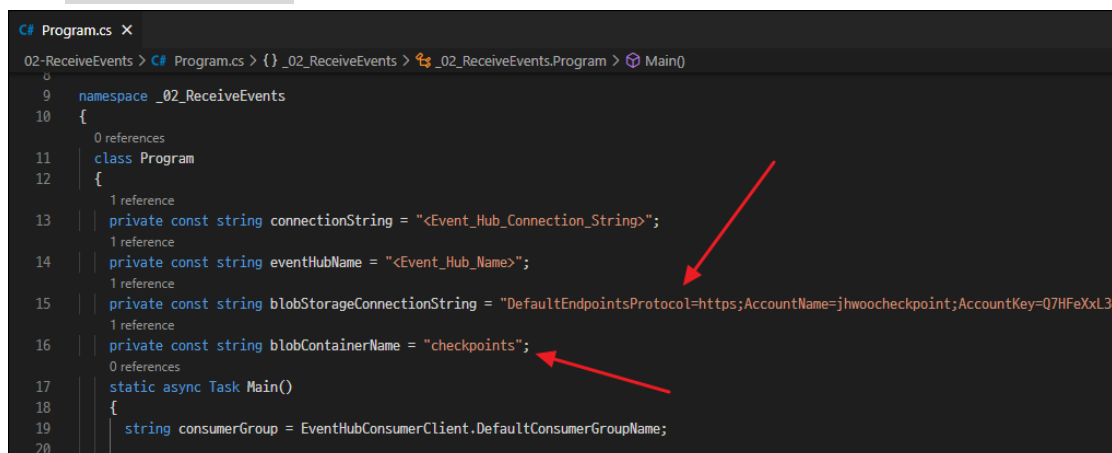 C# Program.cs ×
02-ReceiveEvents > C# Program.cs > {} _02_ReceiveEvents > _02_ReceiveEvents.Program > Main()
8
9 namespace _02_ReceiveEvents
10 {
0 references
11 class Program
12 {
1 reference
13 private const string connectionString = "<Event_Hub_Connection_String>";
1 reference
14 private const string eventHubName = "<Event_Hub_Name>";
1 reference
15 private const string blobStorageConnectionString = "DefaultEndpointsProtocol=https;AccountName=jhwoocheckpoint;AccountKey=Q7HFeXxL3
1 reference
16 private const string blobContainerName = "checkpoints";
0 references
17 static async Task Main()
18 {
19 string consumerGroup = EventHubConsumerClient.DefaultConsumerGroupName;
20